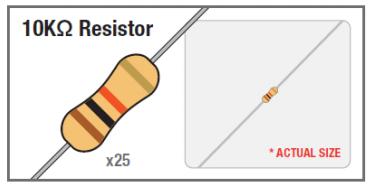 10KΩ Resistor
x25
* ACTUAL SIZE